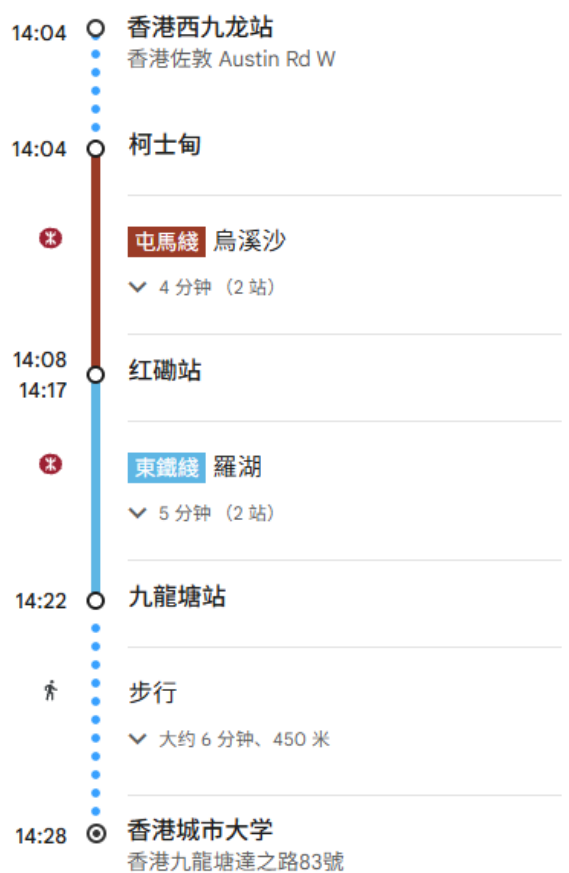 14:04 香港西九龙站
香港佐敦 Austin Rd W
14:04 柯士甸
屯馬綫 烏溪沙
4 分钟 （2 站）
14:08 红磡站
14:17
東鐵綫 羅湖
5 分钟 （2 站）
14:22 九龍塘站
步行
大约 6 分钟、450 米
14:28 香港城市大学
香港九龍塘達之路83號